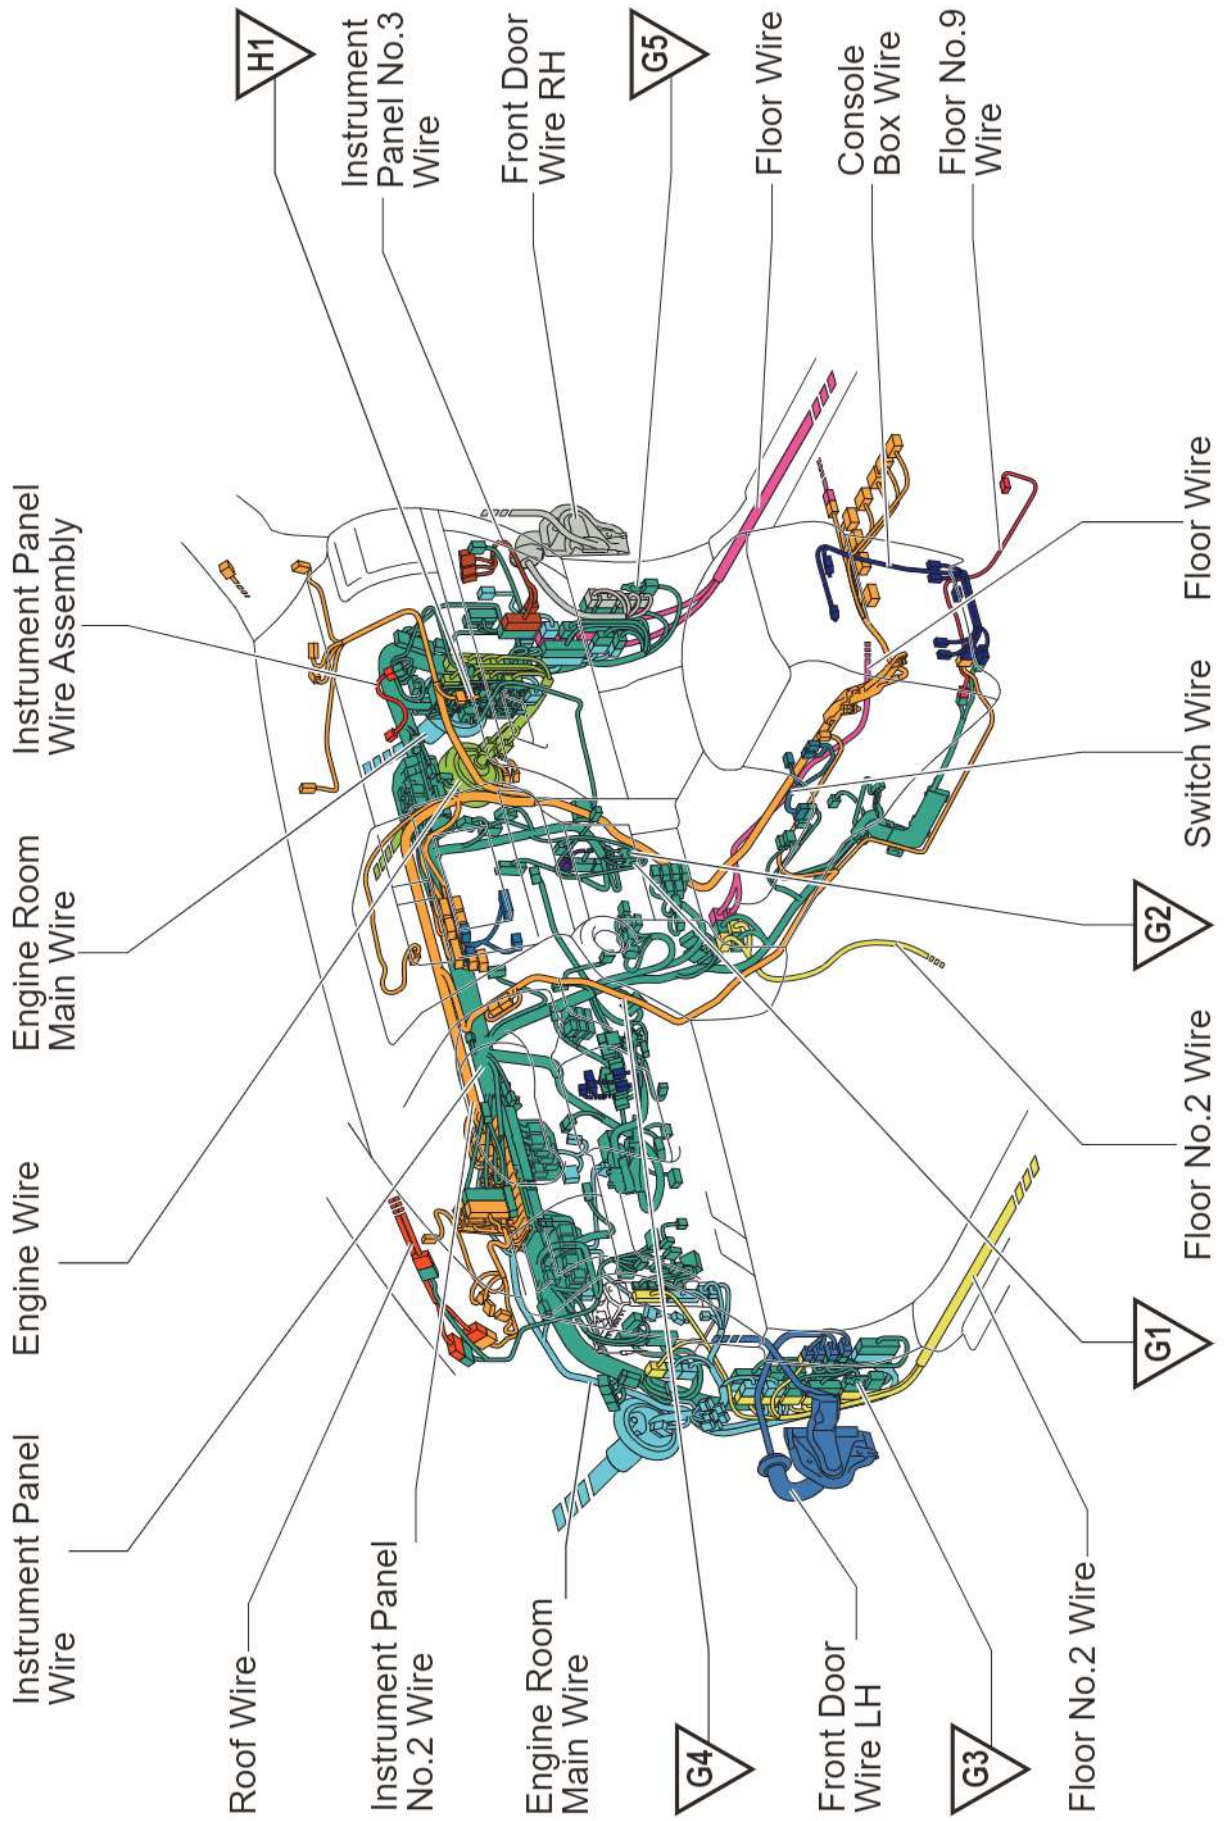 Instrument Panel
Wire
Engine Wire
Engine Room
Main Wire
Instrument Panel
Wire Assembly
Roof Wire
H1
Instrument Panel
No.2 Wire
Instrument
Panel No.3
Wire
Engine Room
Main Wire
Front Door
Wire RH
G5
G4
Floor Wire
Front Door
Wire LH
Console
Box Wire
G3
Floor No.9
Wire
Floor No.2 Wire
G1
G2
Floor No.2 Wire
Switch Wire
Floor Wire